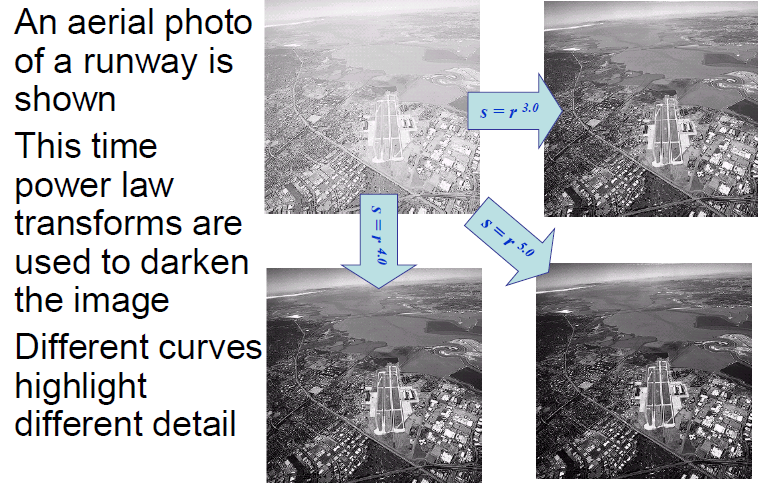 An aerial photo
of a runway is
shown
This time
power law
transforms are
used to darken
the image
Different curves
highlight
different detail
s = r 3.0
s = r 4.0
s = r 5.0